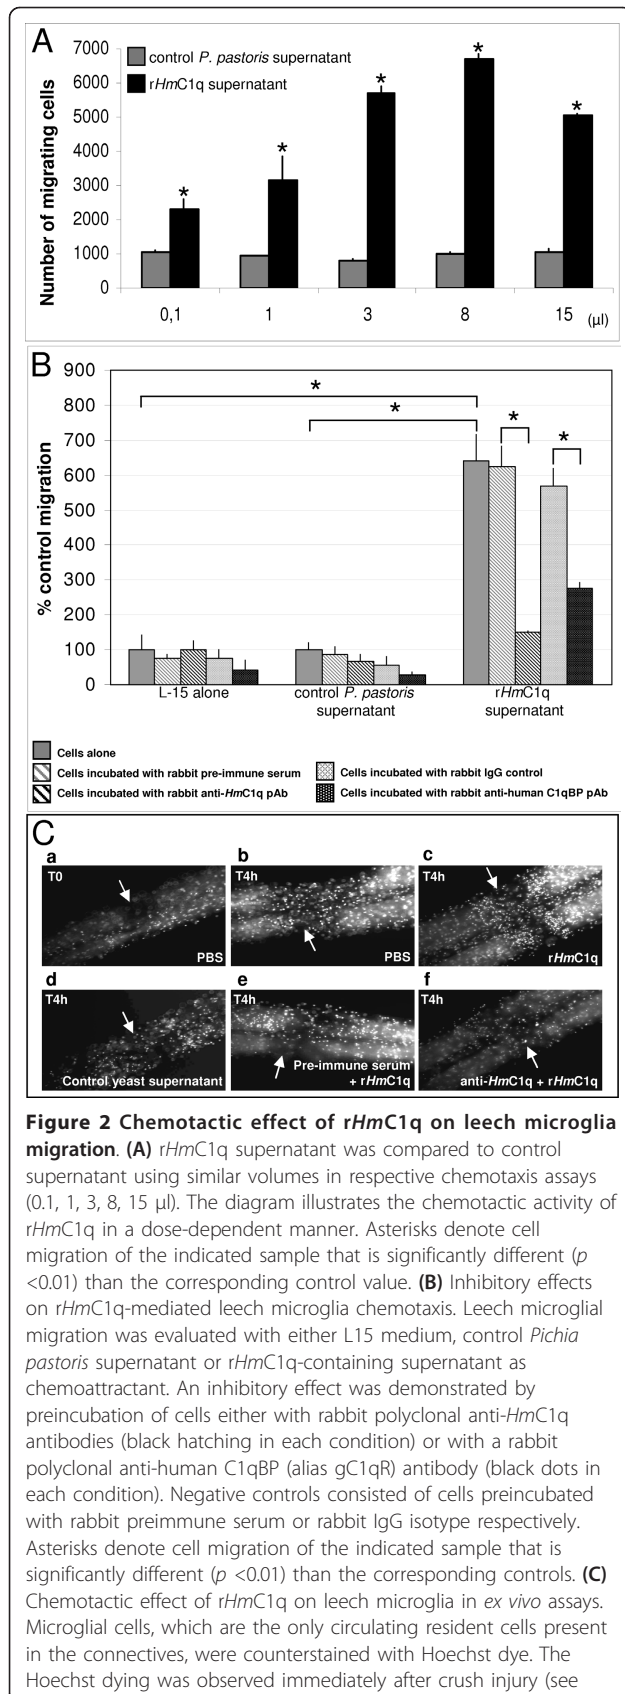 A
7000
6000
5000
4000
3000
2000
1000
0
Number of migrating cells
control P. pastoris supernatant
rHmC1q supernatant
* * * * *
0,1 1 3 8 15 (µl)
B
900
800
700
600
500
400
300
200
100
0
% control migration
*
*
*
*
L-15 alone
control P. pastoris
supernatant
rHmC1q
supernatant
Cells alone
Cells incubated with rabbit pre-immune serum
Cells incubated with rabbit IgG control
Cells incubated with rabbit anti-HmC1q pAb
Cells incubated with rabbit anti-human C1qBP pAb
C
a
T0
PBS
b
T4h
PBS
c
T4h
rHmC1q
d
T4h
Control yeast supernatant
e
T4h
Pre-immune serum
+ rHmC1q
f
T4h
anti-HmC1q + rHmC1q
Figure 2 Chemotactic effect of rHmC1q on leech microglia
migration. (A) rHmC1q supernatant was compared to control
supernatant using similar volumes in respective chemotaxis assays
(0.1, 1, 3, 8, 15 µl). The diagram illustrates the chemotactic activity of
rHmC1q in a dose-dependent manner. Asterisks denote cell
migration of the indicated sample that is significantly different (p
<0.01) than the corresponding control value. (B) Inhibitory effects
on rHmC1q-mediated leech microglia chemotaxis. Leech microglial
migration was evaluated with either L15 medium, control Pichia
pastoris supernatant or rHmC1q-containing supernatant as
chemoattractant. An inhibitory effect was demonstrated by
preincubation of cells either with rabbit polyclonal anti-HmC1q
antibodies (black hatching in each condition) or with a rabbit
polyclonal anti-human C1qBP (alias gC1qR) antibody (black dots in
each condition). Negative controls consisted of cells preincubated
with rabbit preimmune serum or rabbit IgG isotype respectively.
Asterisks denote cell migration of the indicated sample that is
significantly different (p <0.01) than the corresponding controls. (C)
Chemotactic effect of rHmC1q on leech microglia in ex vivo assays.
Microglial cells, which are the only circulating resident cells present
in the connectives, were counterstained with Hoechst dye. The
Hoechst dying was observed immediately after crush injury (see